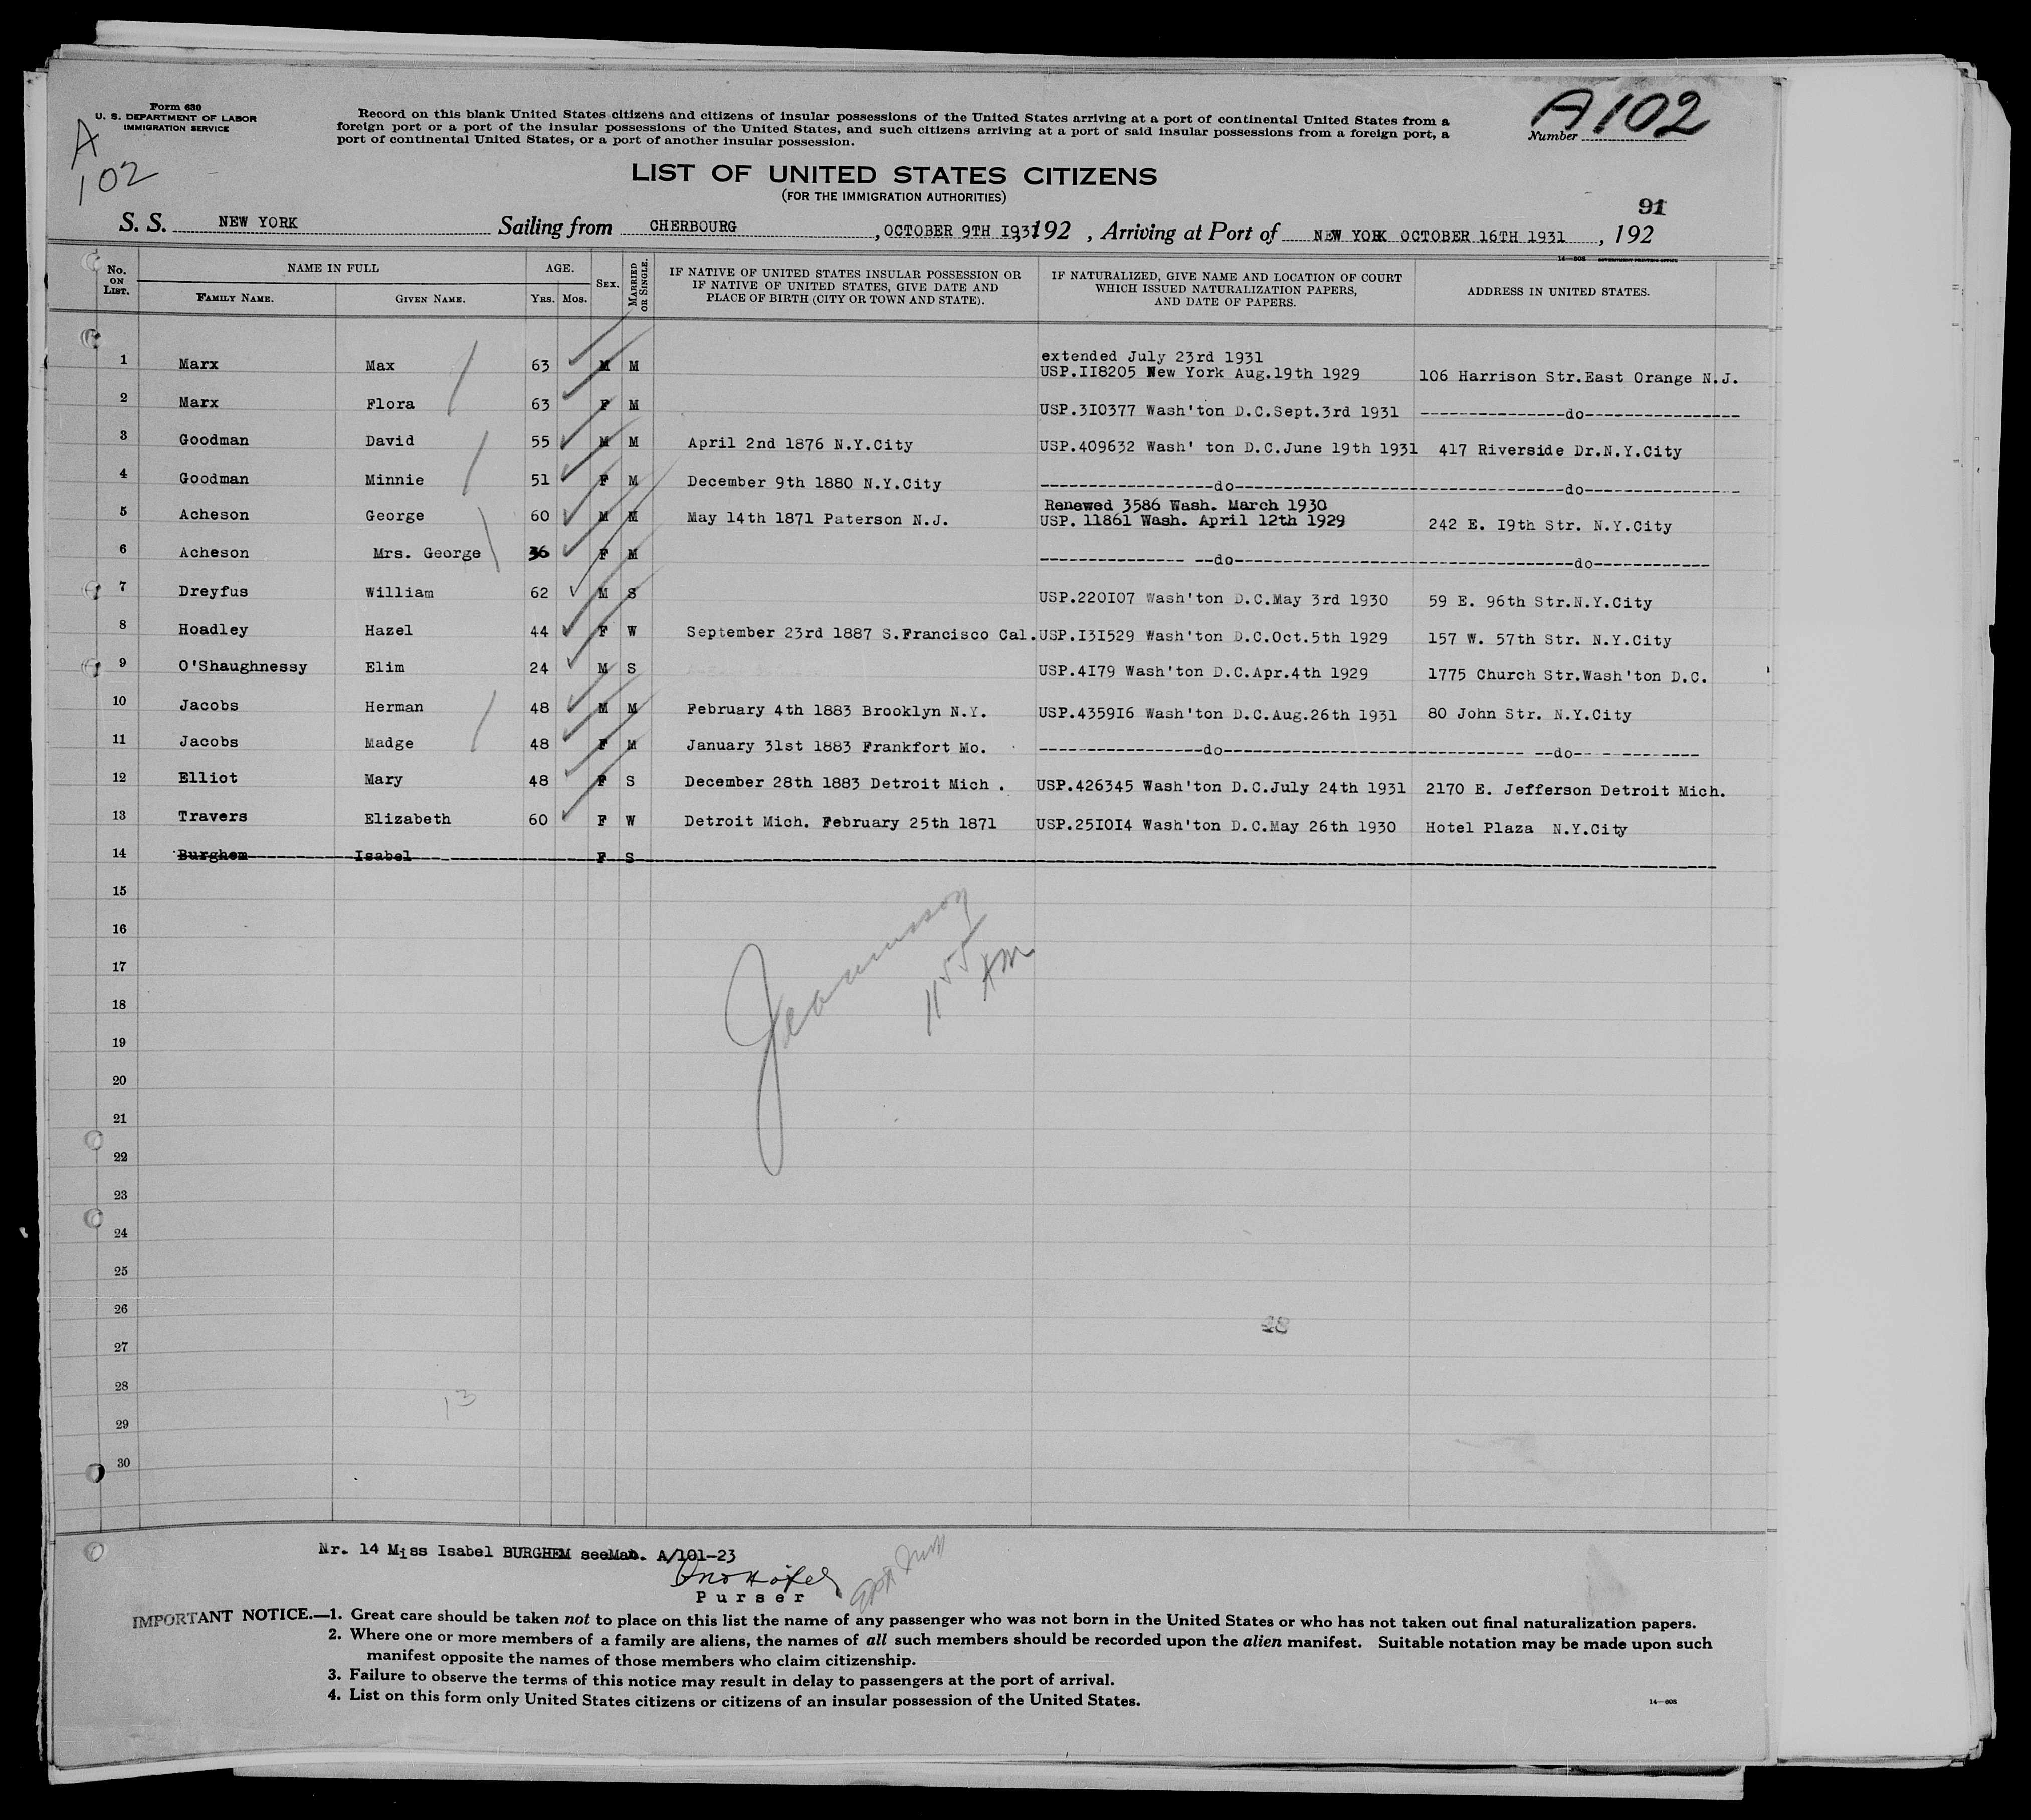 Form 630
U. S. DEPARTMENT OF LABOR
IMMIGRATION SERVICE
A
102
Record on this blank United States citizens and citizens of insular possessions of the United States arriving at a port of continental United States from a
foreign port or a port of the insular possessions of the United States, and such citizens arriving at a port of said insular possessions from a foreign port, a
port of continental United States, or a port of another insular possession.
Number A102
LIST OF UNITED STATES CITIZENS
(FOR THE IMMIGRATION AUTHORITIES)
91
S. S. NEW YORK Sailing from CHERBOURG, OCTOBER 9TH 1931 192 , Arriving at Port of NEW YORK OCTOBER 16TH 1931, 192
14—608 GOVERNMENT PRINTING OFFICE
No. ON LIST. NAME IN FULL FAMILY NAME. GIVEN NAME. AGE. YRS. MOS. SEX. MARRIED OR SINGLE. IF NATIVE OF UNITED STATES INSULAR POSSESSION OR IF NATIVE OF UNITED STATES, GIVE DATE AND PLACE OF BIRTH (CITY OR TOWN AND STATE). IF NATURALIZED, GIVE NAME AND LOCATION OF COURT WHICH ISSUED NATURALIZATION PAPERS, AND DATE OF PAPERS. ADDRESS IN UNITED STATES.
extended July 23rd 1931
1 Marx Max 63 M M USP.II8205 New York Aug.19th 1929 106 Harrison Str.East Orange N.J.
2 Marx Flora 63 F M USP.3I0377 Wash'ton D.C.Sept.3rd 1931 ---------------do----------------
3 Goodman David 55 M M April 2nd 1876 N.Y.City USP.409632 Wash' ton D.C.June 19th 1931 417 Riverside Dr.N.Y.City
4 Goodman Minnie 51 F M December 9th 1880 N.Y.City -----------------do-----------------------------------do----------------
Renewed 3586 Wash. March 1930
5 Acheson George 60 M M May 14th 1871 Paterson N.J. USP. 11861 Wash. April 12th 1929 242 E. I9th Str. N.Y.City
6 Acheson Mrs. George 36 F M --------------- --do-----------------------------------do------------
7 Dreyfus William 62 M S USP.220I07 Wash'ton D.C.May 3rd 1930 59 E. 96th Str.N.Y.City
8 Hoadley Hazel 44 F W September 23rd 1887 S.Francisco Cal. USP.I3I529 Wash'ton D.C.Oct.5th 1929 157 W. 57th Str. N.Y.City
9 O'Shaughnessy Elim 24 M S USP.4I79 Wash'ton D.C.Apr.4th 1929 1775 Church Str.Wash'ton D.C.
10 Jacobs Herman 48 M M February 4th 1883 Brooklyn N.Y. USP.4359I6 Wash'ton D.C.Aug.26th 1931 80 John Str. N.Y.City
11 Jacobs Madge 48 F M January 31st 1883 Frankfort Mo. -----------------do------------------------------- --do-------------
12 Elliot Mary 48 F S December 28th 1883 Detroit Mich . USP.426345 Wash'ton D.C.July 24th 1931 2170 E. Jefferson Detroit Mich.
13 Travers Elizabeth 60 F W Detroit Mich. February 25th 1871 USP.25I0I4 Wash'ton D.C.May 26th 1930 Hotel Plaza N.Y.City
14 Burghem Isabel F S
15
16
17
18
19
20
21
22
23
24
25
26
27
28
29
30
11 55
AM
48
13
Nr. 14 Miss Isabel BURGHEM see Man. A/101-23
Purser
IMPORTANT NOTICE.—1. Great care should be taken not to place on this list the name of any passenger who was not born in the United States or who has not taken out final naturalization papers.
2. Where one or more members of a family are aliens, the names of all such members should be recorded upon the alien manifest. Suitable notation may be made upon such
manifest opposite the names of those members who claim citizenship.
3. Failure to observe the terms of this notice may result in delay to passengers at the port of arrival.
4. List on this form only United States citizens or citizens of an insular possession of the United States.
14—608